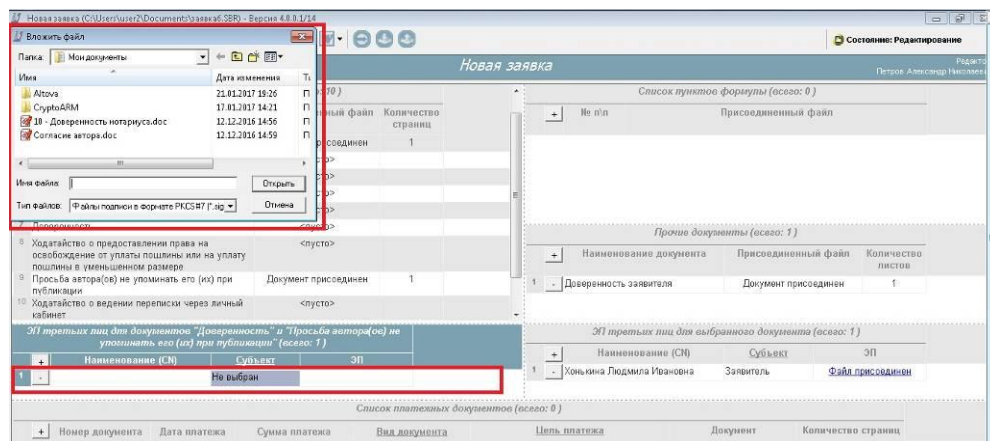 Новая заявка (C:\Users\user2\Documents\заявка6.SBR) - Версия 4.0.0.1/14
Вложить файл
Состояние: Редактирование
Папка: Мои документы
Новая заявка
Петров Александр
Имя Дата изменения
Altova 21.01.2017 19:26 П
CryptoARM 17.01.2017 14:21 П
10 - Доверенность нотариуса.doc 12.12.2016 14:56 П
Согласие автора.doc 12.12.2016 14:59 П
Имя файла: Открыть
Тип файлов: Файлы подписи в формате PKCS#7 (*.sig Отмена
10 )
файл Количество страниц
1
7 Доверенность <пусто>
8 Ходатайство о предоставлении права на освобождение от уплаты пошлины или на уплату пошлины в уменьшенном размере <пусто>
9 Просьба автора(ов) не упоминать его (их) при публикации Документ присоединен 1
10 Ходатайство о ведении переписки через личный кабинет <пусто>
Список пунктов формулы (всего: 0 )
+ № п\п Присоединенный файл
Прочие документы (всего: 1 )
+ Наименование документа Присоединенный файл Количество листов
1 - Доверенность заявителя Документ присоединен 1
ЭП третьих лиц для документов "Доверенность" и "Просьба автора(ов) не
упоминать его (их) при публикации" (всего: 1 )
+ Наименование (CN) Субъект ЭП
1 - Не выбран
ЭП третьих лиц для выбранного документа (всего: 1 )
+ Наименование (CN) Субъект ЭП
1 - Хонькина Людмила Ивановна Заявитель Файл присоединен
Список платежных документов (всего: 0 )
+ Номер документа Дата платежа Сумма платежа Вид документа Цель платежа Документ Количество страниц